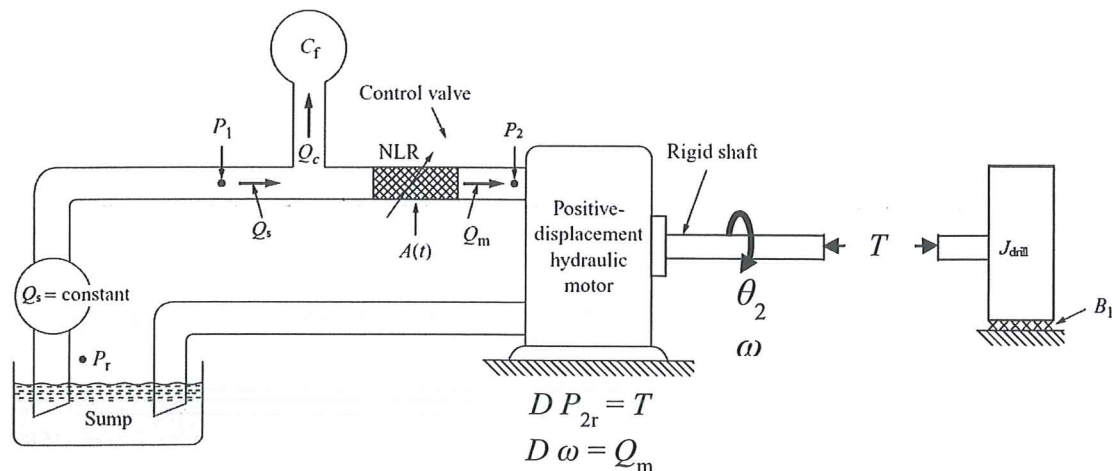 C_f
Control valve
P_1
Q_c
NLR
P_2
Rigid shaft
Q_s
A(t)
Q_m
Positive-
displacement
hydraulic
motor
T
J_drill
θ_2
ω
B_1
Q_s = constant
P_r
Sump
D P_2r = T
D ω = Q_m